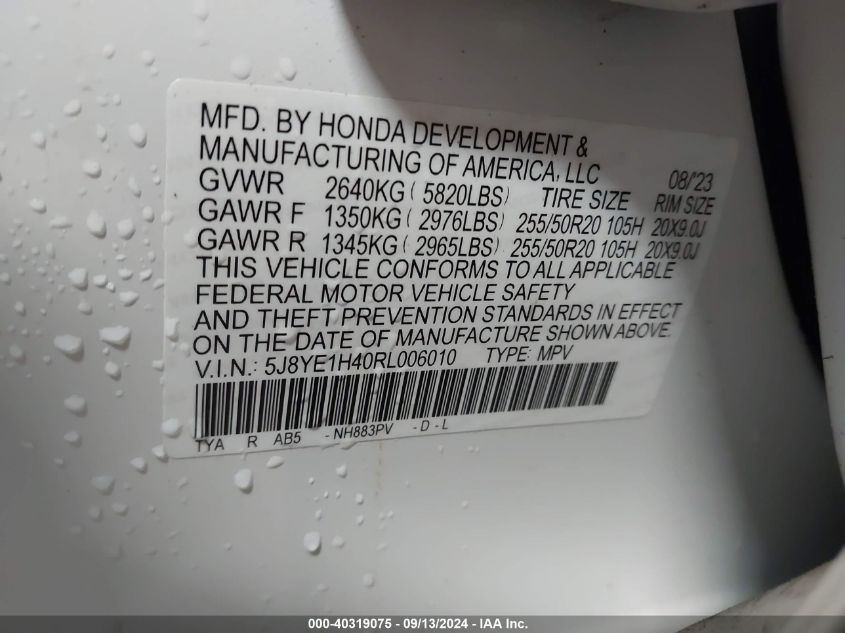 MFD. BY HONDA DEVELOPMENT &
MANUFACTURING OF AMERICA, LLC 08/'23
GVWR 2640KG ( 5820LBS) TIRE SIZE RIM SIZE
GAWR F 1350KG ( 2976LBS) 255/50R20 105H 20X9.0J
GAWR R 1345KG ( 2965LBS) 255/50R20 105H 20X9.0J
THIS VEHICLE CONFORMS TO ALL APPLICABLE
FEDERAL MOTOR VEHICLE SAFETY
AND THEFT PREVENTION STANDARDS IN EFFECT
ON THE DATE OF MANUFACTURE SHOWN ABOVE.
V.I.N.: 5J8YE1H40RL006010 TYPE: MPV
TYA R AB5 - NH883PV - D - L
000-40319075 - 09/13/2024 - IAA Inc.